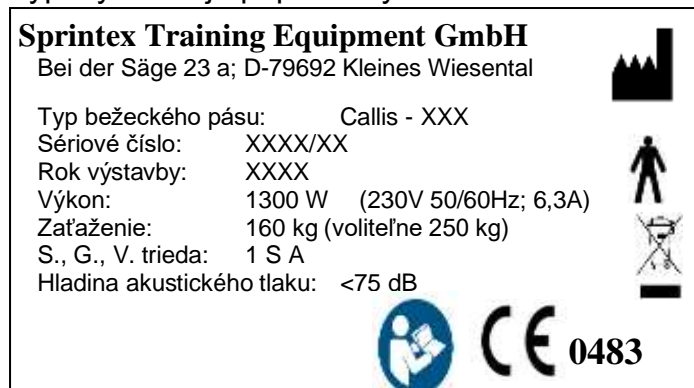 Sprintex Training Equipment GmbH
Bei der Säge 23 a; D-79692 Kleines Wiesental
Typ bežeckého pásu: Callis - XXX
Sériové číslo: XXXX/XX
Rok výstavby: XXXX
Výkon: 1300 W (230V 50/60Hz; 6,3A)
Zaťaženie: 160 kg (voliteľne 250 kg)
S., G., V. trieda: 1 S A
Hladina akustického tlaku: <75 dB
CE 0483